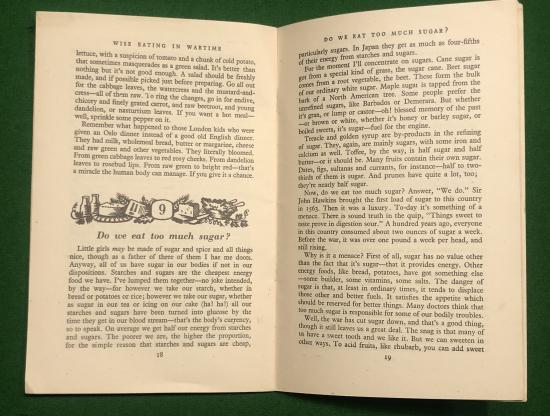 WISE EATING IN WARTIME
lettuce, with a suspicion of tomato and a chunk of cold potato,
that sometimes masquerades as a green salad. It's better than
nothing but it's not good enough. A salad should be freshly
made, and if possible picked just before preparing. Go all out
for the cabbage leaves, the watercress and the mustard-and-
cress—all of them raw. To ring the changes, go in for endive,
chicory and finely grated carrot, and raw beetroot, and young
dandelion, or nasturtium leaves. If you want a hot meal—
well, sprinkle some pepper on it.
Remember what happened to those London kids who were
given an Oslo dinner instead of a good old English dinner.
They had milk, wholemeal bread, butter or margarine, cheese
and raw green and other vegetables. They literally bloomed.
From green cabbage leaves to red rosy cheeks. From dandelion
leaves to rosebud lips. From raw green to bright red—that's
a miracle the human body can manage. If you give it a chance.
9
Do we eat too much sugar?
Little girls may be made of sugar and spice and all things
nice, though as a father of three of them I has me doots.
Anyway, all of us have sugar in our bodies if not in our
dispositions. Starches and sugars are the cheapest energy
food we have. I've lumped them together—no joke intended,
by the way—for however we take our starch, whether in
bread or potatoes or rice; however we take our sugar, whether
as sugar in our tea or icing on our cake (ha! ha!) all our
starches and sugars have been turned into glucose by the
time they get in our blood stream—that's the body's currency,
so to speak. On average we get half our energy from starches
and sugars. The poorer we are, the higher the proportion,
for the simple reason that starches and sugars are cheap,
18
DO WE EAT TOO MUCH SUGAR?
particularly sugars. In Japan they get as much as four-fifths
of their energy from starches and sugars.
For the moment I'll concentrate on sugars. Cane sugar is
got from a special kind of grass, the sugar cane. Beet sugar
comes from a root vegetable, the beet. These form the bulk
of our ordinary white sugar. Maple sugar is tapped from the
bark of a North American tree. Some people prefer the
unrefined sugars, like Barbados or Demerara. But whether
it's gran, or lump or castor—oh! blessed memory of the past
—or brown or white, whether it's honey or barley sugar, or
boiled sweets, it's sugar—fuel for the engine.
Treacle and golden syrup are by-products in the refining
of sugar. They, again, are mainly sugars, with some iron and
calcium as well. Toffee, by the way, is half sugar and half
butter—or it should be. Many fruits contain their own sugar.
Dates, figs, sultanas and currants, for instance—half to two-
thirds of them is sugar. And prunes have quite a lot, too;
they're nearly half sugar.
Now, do we eat too much sugar? Answer, "We do." Sir
John Hawkins brought the first load of sugar to this country
in 1563. Then it was a luxury. To-day it's something of a
menace. There is sound truth in the quip, "Things sweet to
taste prove in digestion sour." A hundred years ago, everyone
in this country consumed about two ounces of sugar a week.
Before the war, it was over one pound a week per head, and
still rising.
Why is it a menace? First of all, sugar has no value other
than the fact that it's sugar—that it provides energy. Other
energy foods, like bread, potatoes, have got something else
—some builder, some vitamins, some salts. The danger of
sugar is that, at least in ordinary times, it tends to displace
those other and better foods. It satisfies the appetite which
should be reserved for better things. Many doctors think that
too much sugar is responsible for some of our bodily troubles.
Well, the war has cut sugar down, and that's a good thing,
though it still leaves us a great deal. The snag is that many of
us have a sweet tooth and we like it. But we can sweeten in
other ways. To acid fruits, like rhubarb, you can add sweet
19